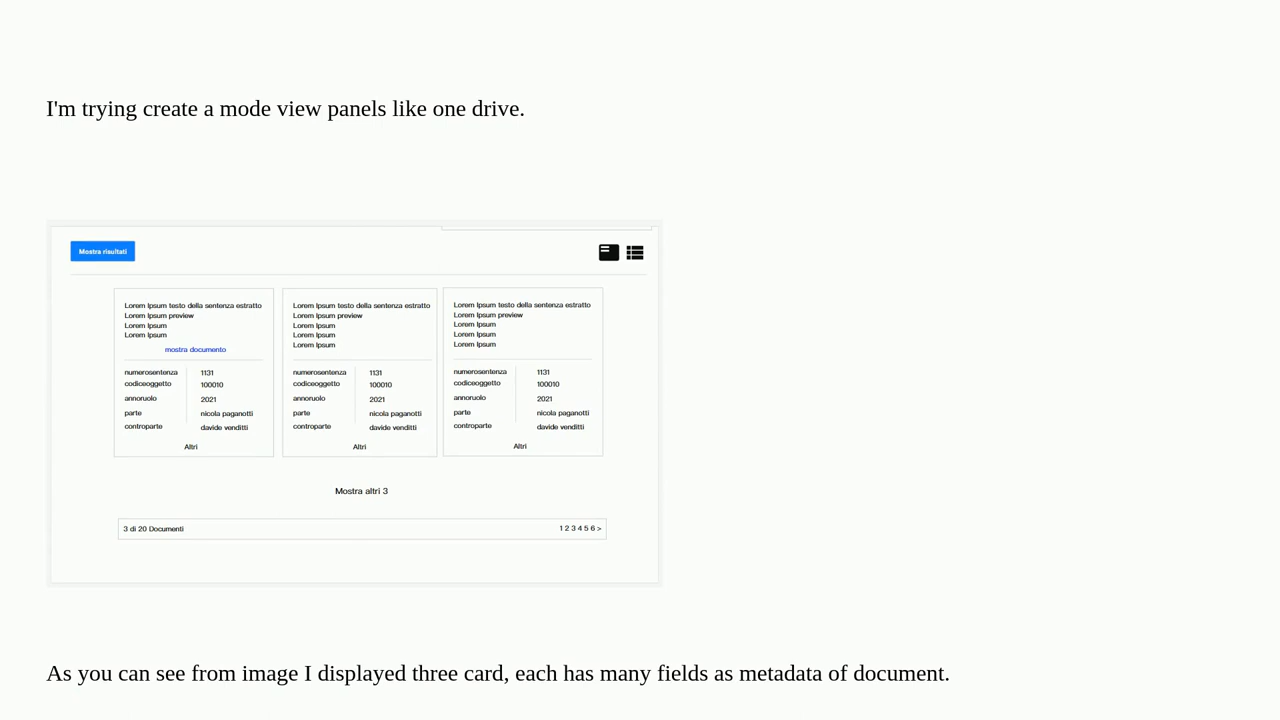 I'm trying create a mode view panels like one drive.
Mostra risultati
Lorem Ipsum testo della sentenza estratto
Lorem Ipsum preview
Lorem Ipsum
Lorem Ipsum
mostra documento
numerosentenza 1131
codiceoggetto 100010
annoruolo 2021
parte nicola paganotti
controparte davide venditti
Altri
Lorem Ipsum testo della sentenza estratto
Lorem Ipsum preview
Lorem Ipsum
Lorem Ipsum
Lorem Ipsum
numerosentenza 1131
codiceoggetto 100010
annoruolo 2021
parte nicola paganotti
controparte davide venditti
Altri
Lorem Ipsum testo della sentenza estratto
Lorem Ipsum preview
Lorem Ipsum
Lorem Ipsum
Lorem Ipsum
numerosentenza 1131
codiceoggetto 100010
annoruolo 2021
parte nicola paganotti
controparte davide venditti
Altri
Mostra altri 3
3 di 20 Documenti 1 2 3 4 5 6 >
As you can see from image I displayed three card, each has many fields as metadata of document.